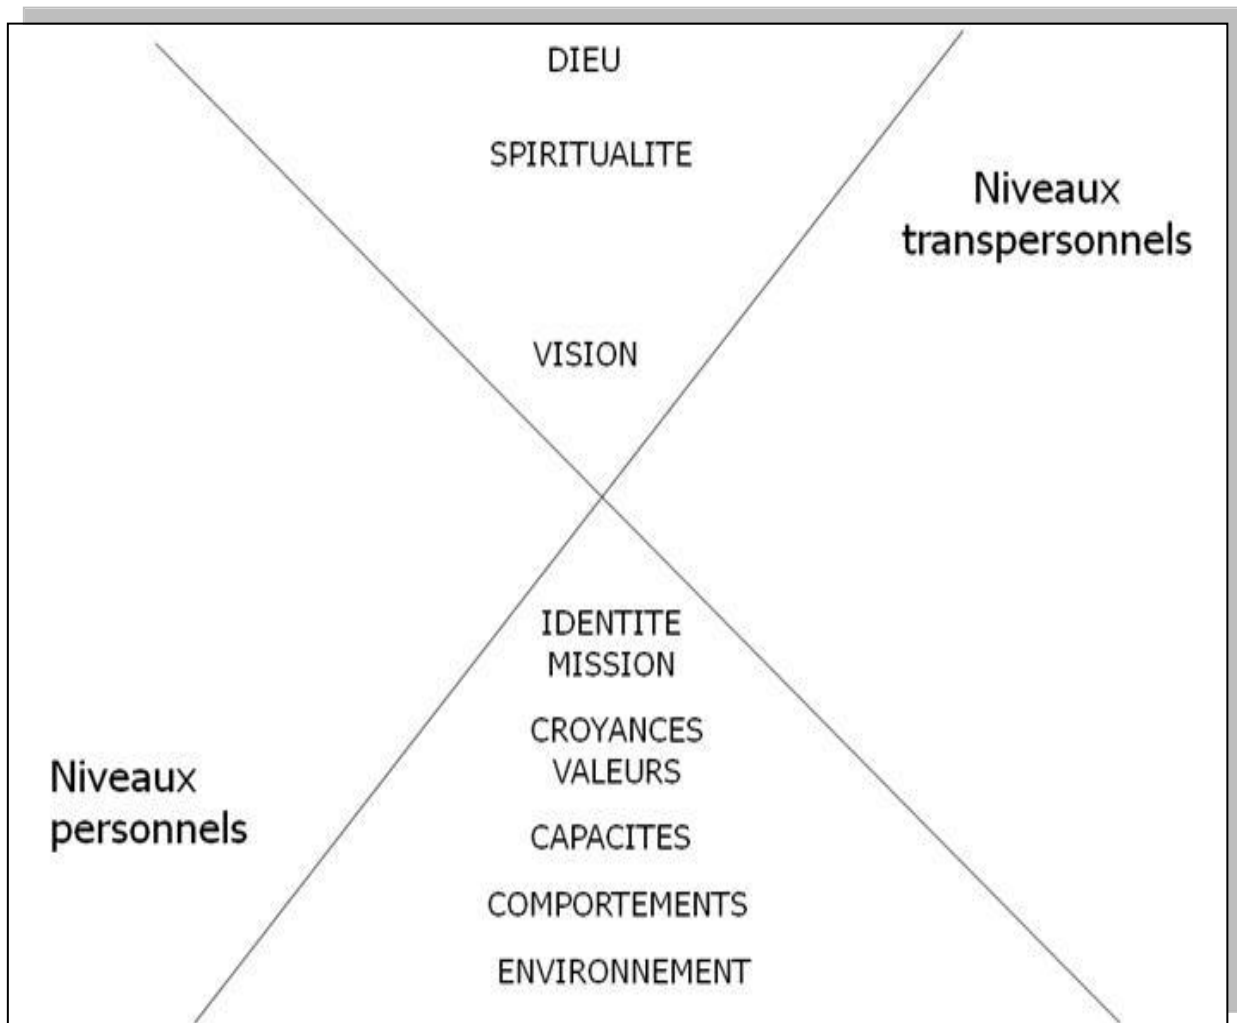 DIEU
SPIRITUALITE
Niveaux
transpersonnels
VISION
IDENTITE
MISSION
CROYANCES
VALEURS
Niveaux
personnels
CAPACITES
COMPORTEMENTS
ENVIRONNEMENT